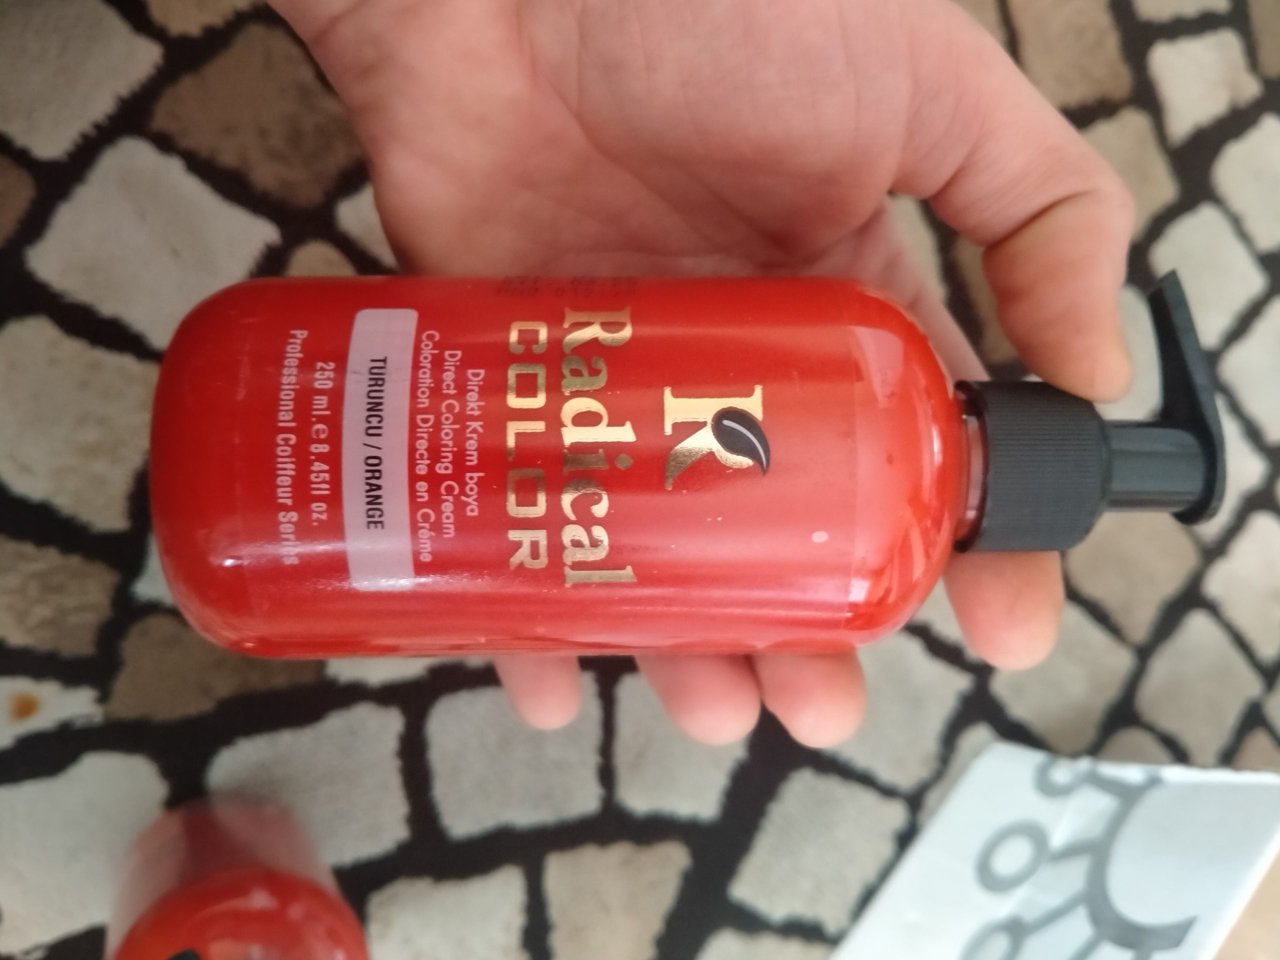 K
Radical
COLOR
Direkt Krem boya
Direct Coloring Cream
Coloration Directe en Créme
TURUNCU / ORANGE
250 ml. e 8.45fl oz.
Professional Coiffeur Series